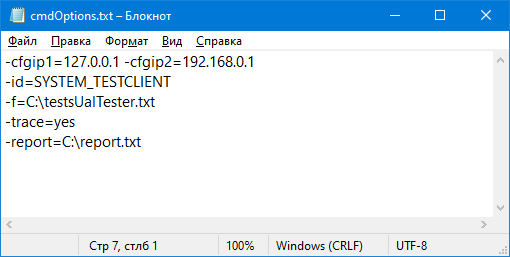 cmdOptions.txt – Блокнот
Файл Правка Формат Вид Справка
-cfgip1=127.0.0.1 -cfgip2=192.168.0.1
-id=SYSTEM_TESTCLIENT
-f=C:\testsUalTester.txt
-trace=yes
-report=C:\report.txt
Стр 7, стлб 1 100% Windows (CRLF) UTF-8